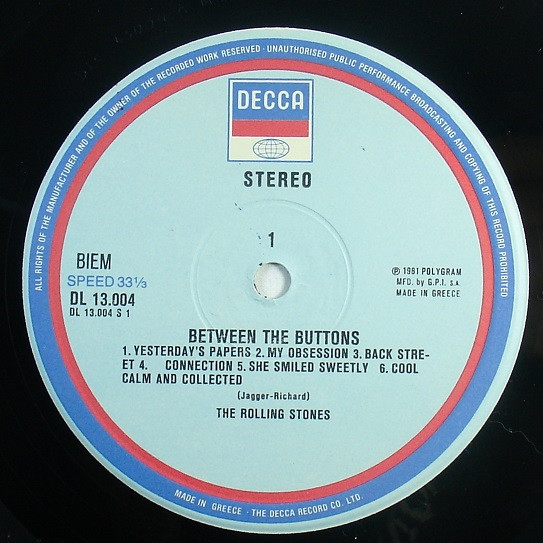 ALL RIGHTS OF THE MANUFACTURER AND OF THE OWNER OF THE RECORDED WORK RESERVED · UNAUTHORISED PUBLIC PERFORMANCE BROADCASTING AND COPYING OF THIS RECORD PROHIBITED
DECCA
STEREO
1
BIEM
SPEED 33⅓
DL 13.004
DL 13.004 S 1
℗ 1981 POLYGRAM
MFD. by G.P.I. S.A.
MADE IN GREECE
BETWEEN THE BUTTONS
1. YESTERDAY'S PAPERS 2. MY OBSESSION 3. BACK STRE-
ET 4. CONNECTION 5. SHE SMILED SWEETLY 6. COOL
CALM AND COLLECTED
(Jagger-Richard)
THE ROLLING STONES
MADE IN GREECE · THE DECCA RECORD CO. LTD.